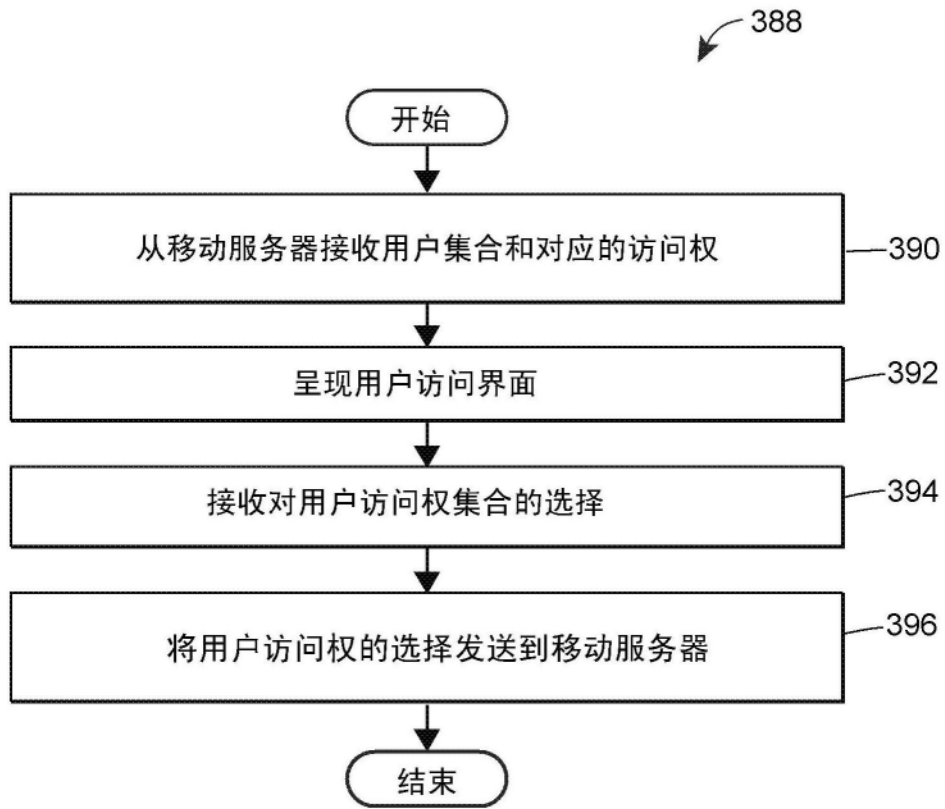 388
开始
从移动服务器接收用户集合和对应的访问权
390
呈现用户访问界面
392
接收对用户访问权集合的选择
394
将用户访问权的选择发送到移动服务器
396
结束